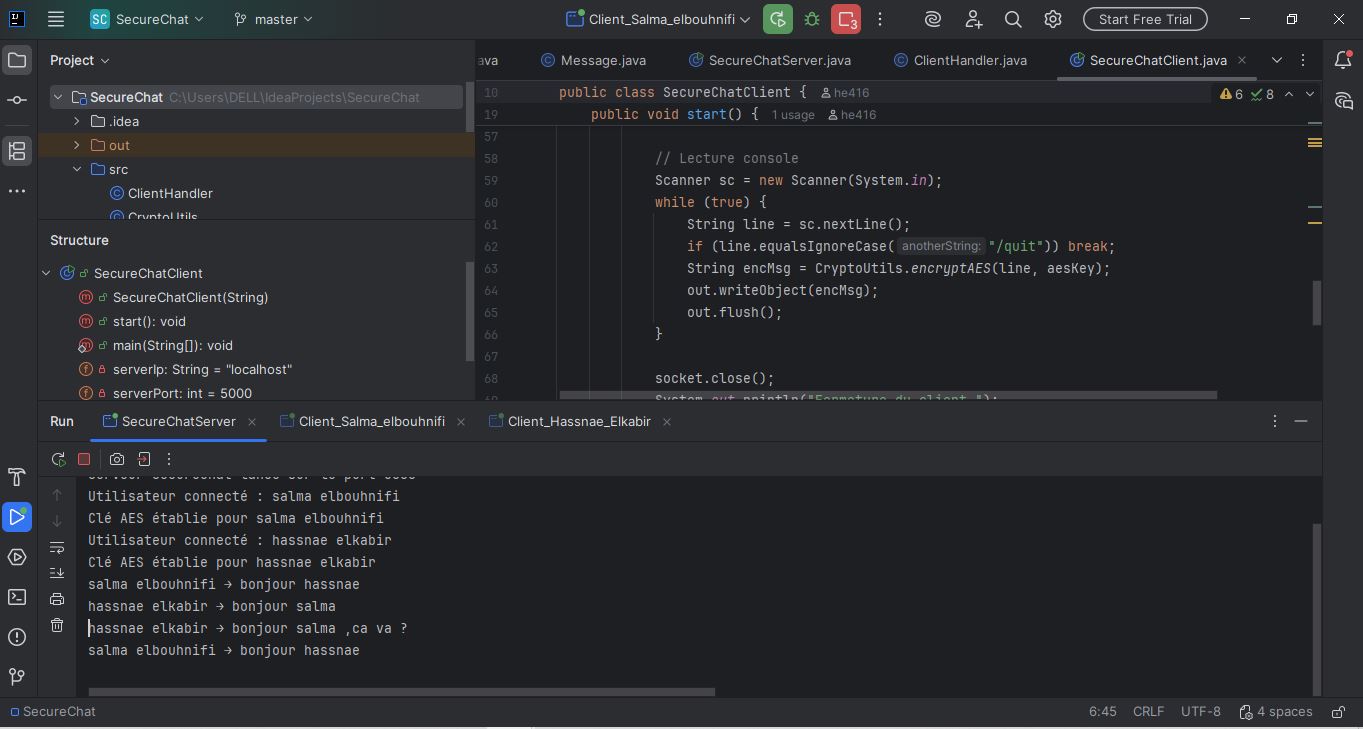 SC SecureChat master Client_Salma_elbouhnifi 3 Start Free Trial
Project
SecureChat C:\Users\DELL\IdeaProjects\SecureChat
.idea
out
src
ClientHandler
CryptoUtils
Structure
SecureChatClient
SecureChatClient(String)
start(): void
main(String[]): void
serverIp: String = "localhost"
serverPort: int = 5000
ava Message.java SecureChatServer.java ClientHandler.java SecureChatClient.java
10 public class SecureChatClient { he416 6 8
19 public void start() { 1 usage he416
57
58 // Lecture console
59 Scanner sc = new Scanner(System.in);
60 while (true) {
61 String line = sc.nextLine();
62 if (line.equalsIgnoreCase( anotherString: "/quit")) break;
63 String encMsg = CryptoUtils.encryptAES(line, aesKey);
64 out.writeObject(encMsg);
65 out.flush();
66 }
67
68 socket.close();
Run SecureChatServer Client_Salma_elbouhnifi Client_Hassnae_Elkabir
Utilisateur connecté : salma elbouhnifi
Clé AES établie pour salma elbouhnifi
Utilisateur connecté : hassnae elkabir
Clé AES établie pour hassnae elkabir
salma elbouhnifi → bonjour hassnae
hassnae elkabir → bonjour salma
hassnae elkabir → bonjour salma ,ca va ?
salma elbouhnifi → bonjour hassnae
SecureChat 6:45 CRLF UTF-8 4 spaces